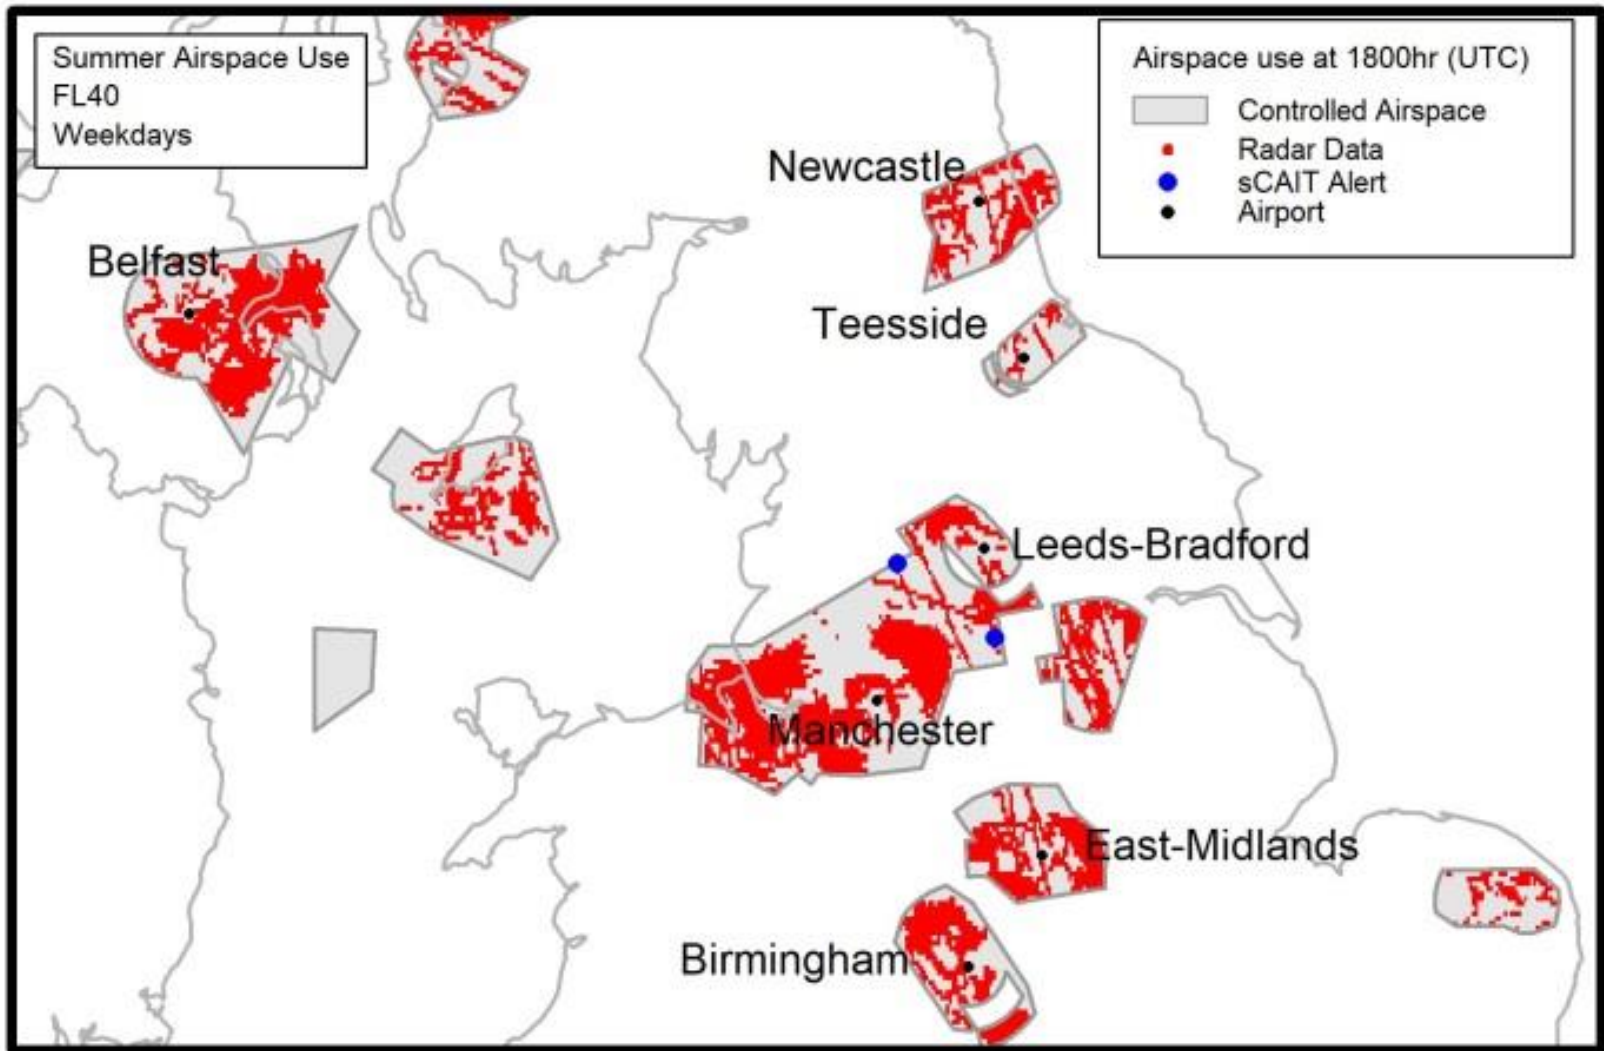 Summer Airspace Use
FL40
Weekdays
Airspace use at 1800hr (UTC)
Controlled Airspace
Radar Data
sCAIT Alert
Airport
Newcastle
Belfast
Teesside
Leeds-Bradford
Manchester
East-Midlands
Birmingham